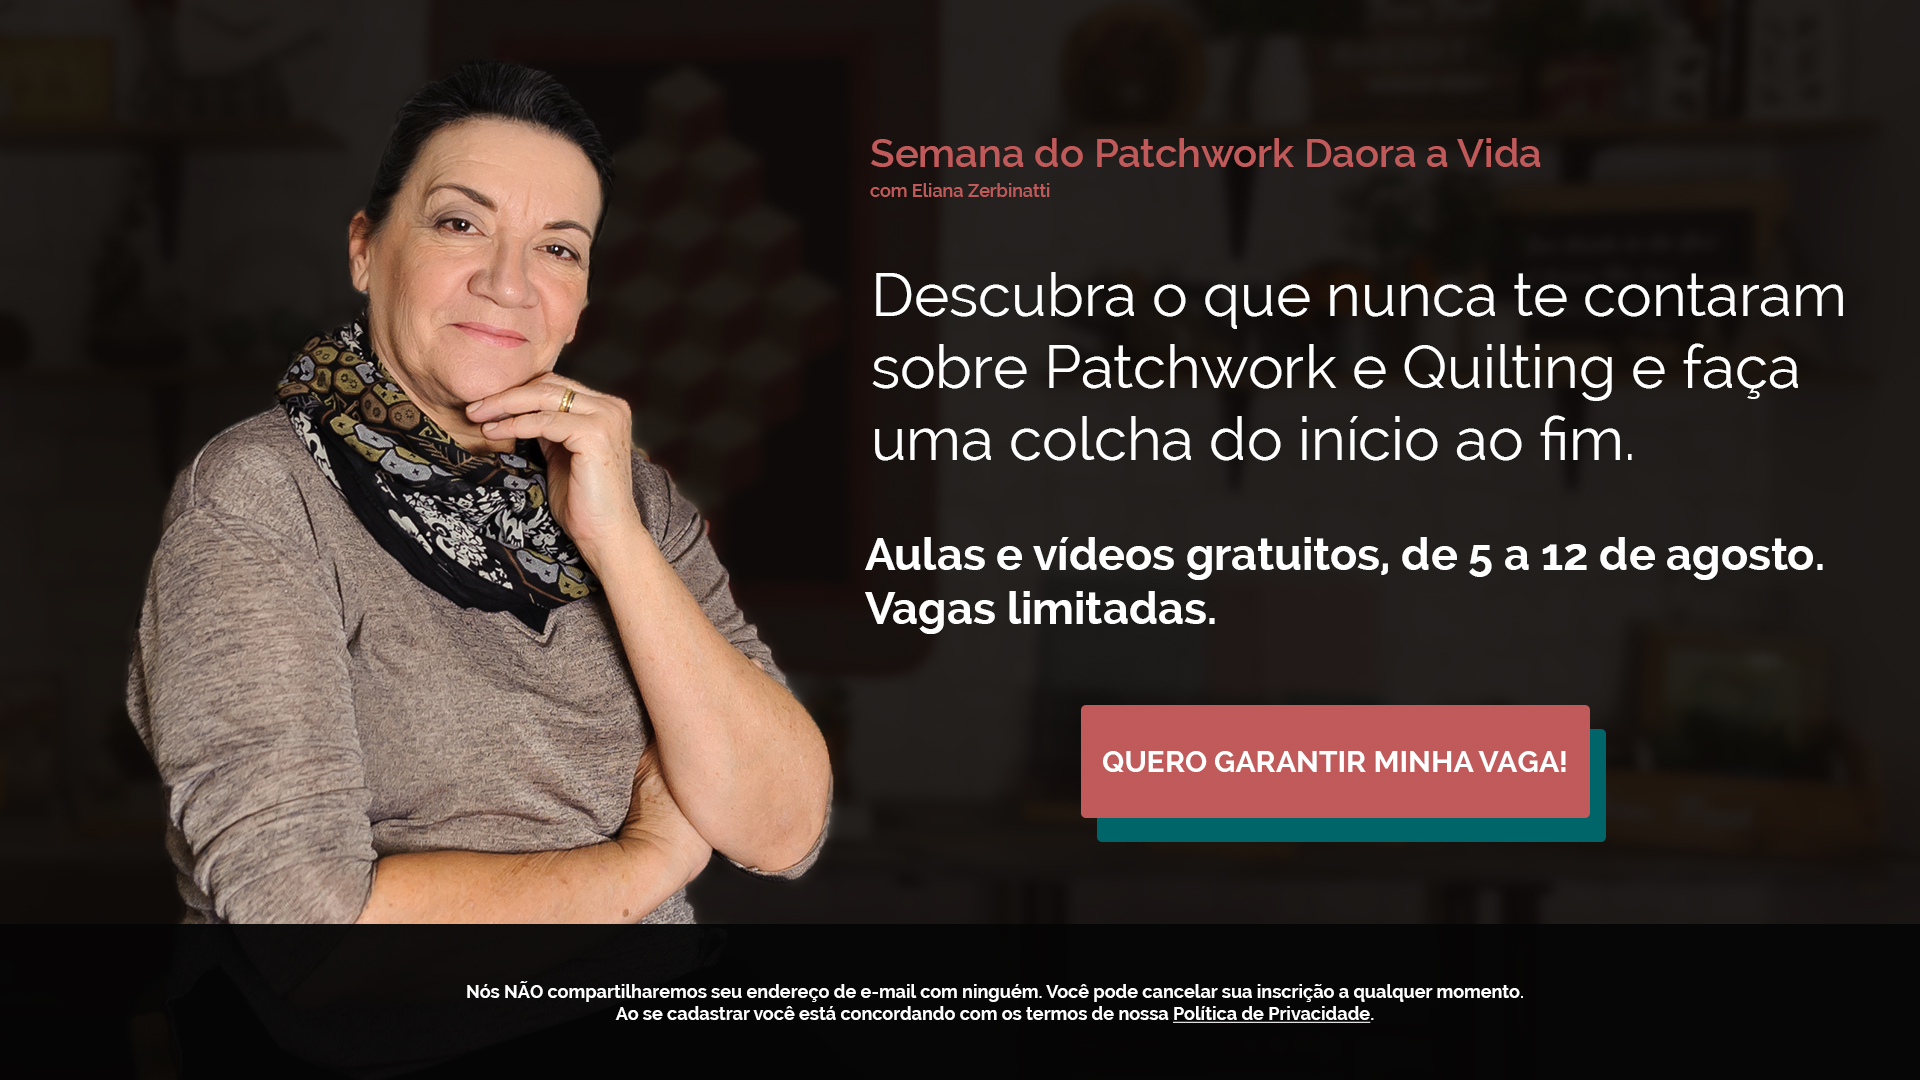 Semana do Patchwork Daora a Vida
com Eliana Zerbinatti
Descubra o que nunca te contaram
sobre Patchwork e Quilting e faça
uma colcha do início ao fim.
Aulas e vídeos gratuitos, de 5 a 12 de agosto.
Vagas limitadas.
QUERO GARANTIR MINHA VAGA!
Nós NÃO compartilharemos seu endereço de e-mail com ninguém. Você pode cancelar sua inscrição a qualquer momento.
Ao se cadastrar você está concordando com os termos de nossa Política de Privacidade.